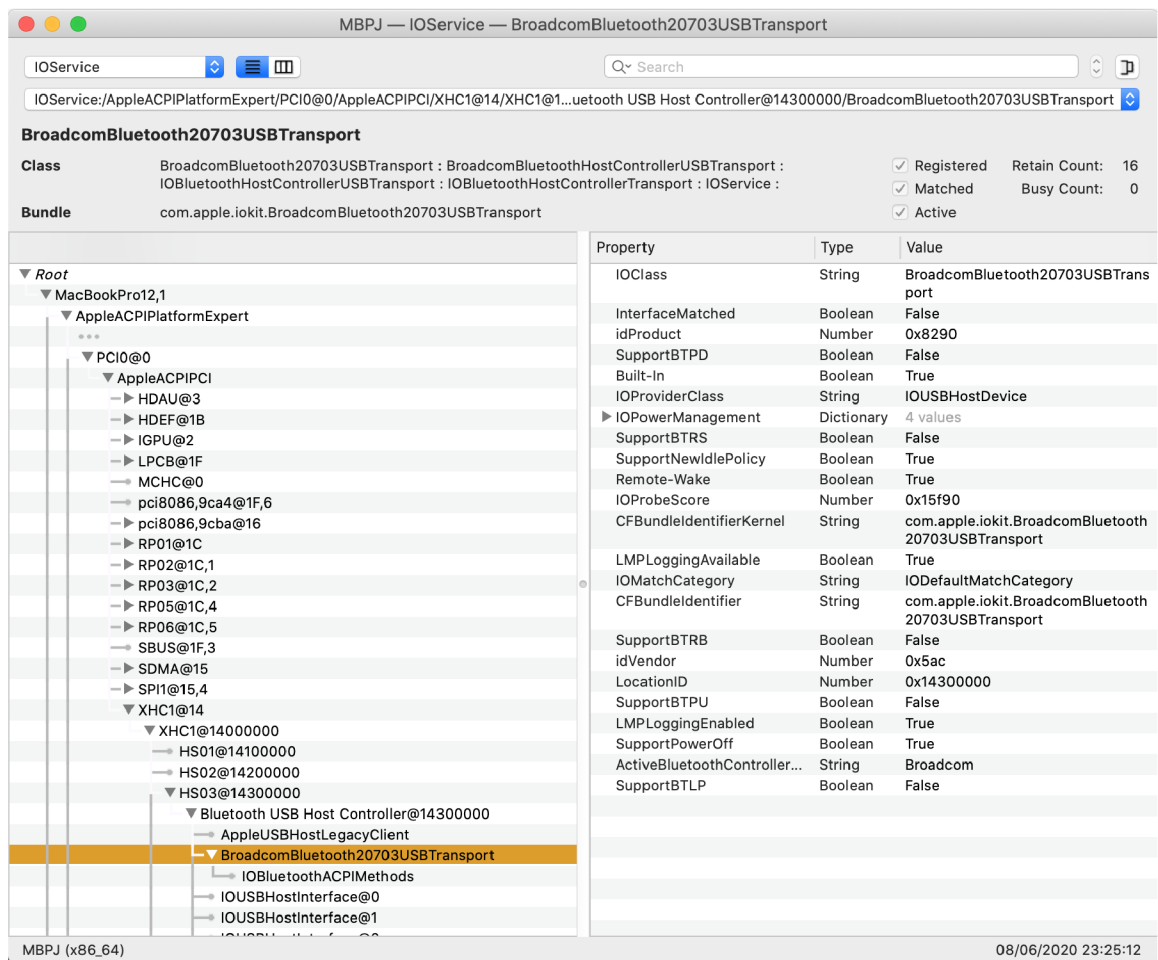 MBPJ — IOService — BroadcomBluetooth20703USBTransport
IOService
Search
IOService:/AppleACPIPlatformExpert/PCI0@0/AppleACPIPCI/XHC1@14/XHC1@1...uetooth USB Host Controller@14300000/BroadcomBluetooth20703USBTransport
BroadcomBluetooth20703USBTransport
Class BroadcomBluetooth20703USBTransport : BroadcomBluetoothHostControllerUSBTransport :
IOBluetoothHostControllerUSBTransport : IOBluetoothHostControllerTransport : IOService :
Bundle com.apple.iokit.BroadcomBluetooth20703USBTransport
Registered Retain Count: 16
Matched Busy Count: 0
Active
Root
MacBookPro12,1
AppleACPIPlatformExpert
PCI0@0
AppleACPIPCI
HDAU@3
HDEF@1B
IGPU@2
LPCB@1F
MCHC@0
pci8086,9ca4@1F,6
pci8086,9cba@16
RP01@1C
RP02@1C,1
RP03@1C,2
RP05@1C,4
RP06@1C,5
SBUS@1F,3
SDMA@15
SPI1@15,4
XHC1@14
XHC1@14000000
HS01@14100000
HS02@14200000
HS03@14300000
Bluetooth USB Host Controller@14300000
AppleUSBHostLegacyClient
BroadcomBluetooth20703USBTransport
IOBluetoothACPIMethods
IOUSBHostInterface@0
IOUSBHostInterface@1
Property Type Value
IOClass String BroadcomBluetooth20703USBTrans
port
InterfaceMatched Boolean False
idProduct Number 0x8290
SupportBTPD Boolean False
Built-In Boolean True
IOProviderClass String IOUSBHostDevice
IOPowerManagement Dictionary 4 values
SupportBTRS Boolean False
SupportNewIdlePolicy Boolean True
Remote-Wake Boolean True
IOProbeScore Number 0x15f90
CFBundleIdentifierKernel String com.apple.iokit.BroadcomBluetooth
20703USBTransport
LMPLoggingAvailable Boolean True
IOMatchCategory String IODefaultMatchCategory
CFBundleIdentifier String com.apple.iokit.BroadcomBluetooth
20703USBTransport
SupportBTRB Boolean False
idVendor Number 0x5ac
LocationID Number 0x14300000
SupportBTPU Boolean False
LMPLoggingEnabled Boolean True
SupportPowerOff Boolean True
ActiveBluetoothController... String Broadcom
SupportBTLP Boolean False
MBPJ (x86_64)
08/06/2020 23:25:12